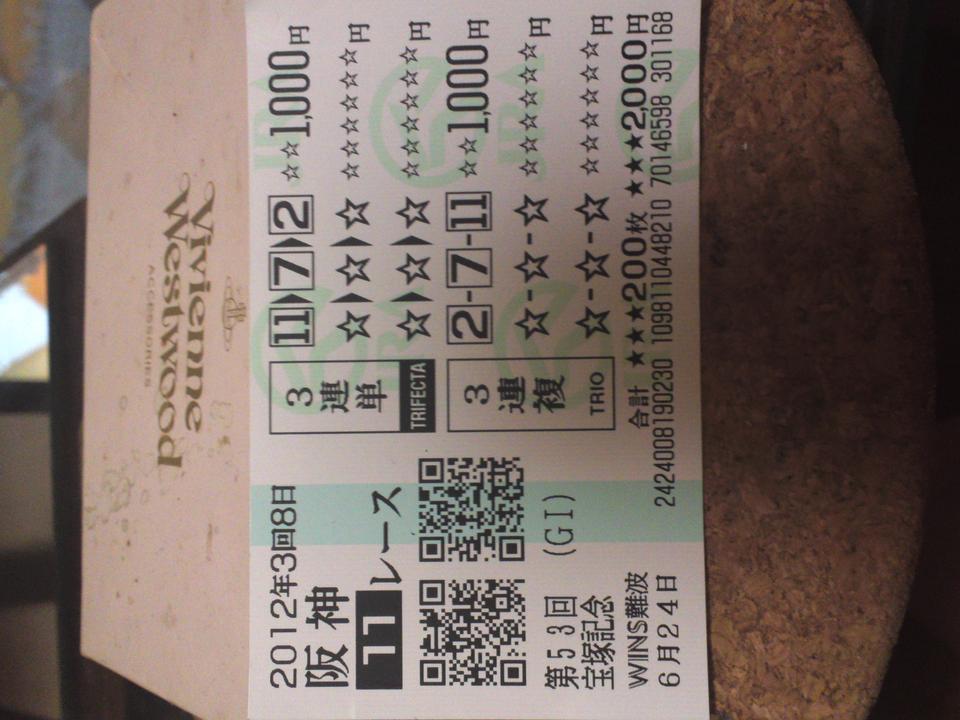 Vivienne
Westwood
ACCESSORIES
2012年3回8日
阪神
11レース
第53回
宝塚記念 (GI)
WINS難波
6月24日
3連単
TRIFECTA
11▶7▶2 ☆☆1,000円
☆▶☆▶☆ ☆☆☆☆☆☆☆円
☆▶☆▶☆ ☆☆☆☆☆☆☆円
3連複
TRIO
2-7-11 ☆☆1,000円
☆-☆-☆ ☆☆☆☆☆☆☆円
☆-☆-☆ ☆☆☆☆☆☆☆円
合計 ★★★200枚 ★★★2,000円
2424008190230 1098110448210 70146598 301168
JRA